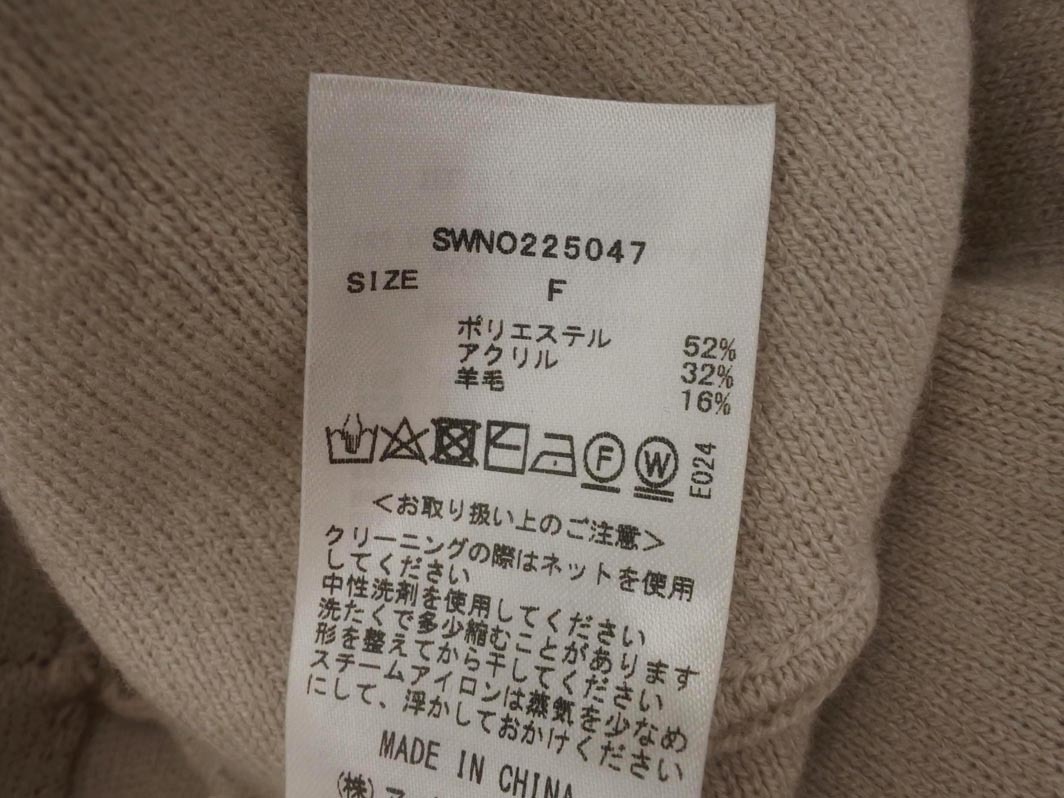 SWNO225047
SIZE F
ポリエステル 52%
アクリル 32%
羊毛 16%
F W E024
＜お取り扱い上のご注意＞
クリーニングの際はネットを使用
してください
中性洗剤を使用してください
洗たくで多少縮むことがあります
形を整えてから干してください
スチームアイロンは蒸気を少なめ
にして、浮かしておかけください
MADE IN CHINA
(株)